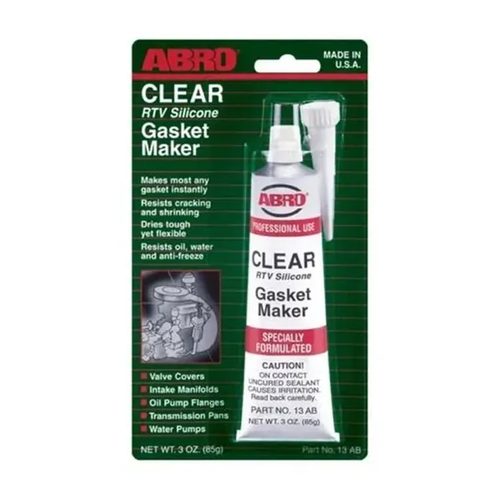 ABRO
MADE IN
U.S.A.
CLEAR
RTV Silicone
Gasket
Maker
Makes most any
gasket instantly
Resists cracking
and shrinking
Dries tough
yet flexible
Resists oil, water
and anti-freeze
Valve Covers
Intake Manifolds
Oil Pump Flanges
Transmission Pans
Water Pumps
NET WT. 3 OZ. (85g)
ABRO
PROFESSIONAL USE
CLEAR
RTV Silicone
Gasket
Maker
SPECIALLY
FORMULATED
CAUTION!
ON CONTACT
UNCURED SEALANT
CAUSES IRRITATION.
Read back carefully.
PART NO. 13 AB
NET WT. 3 OZ. (85g)
Part No. 13 AB